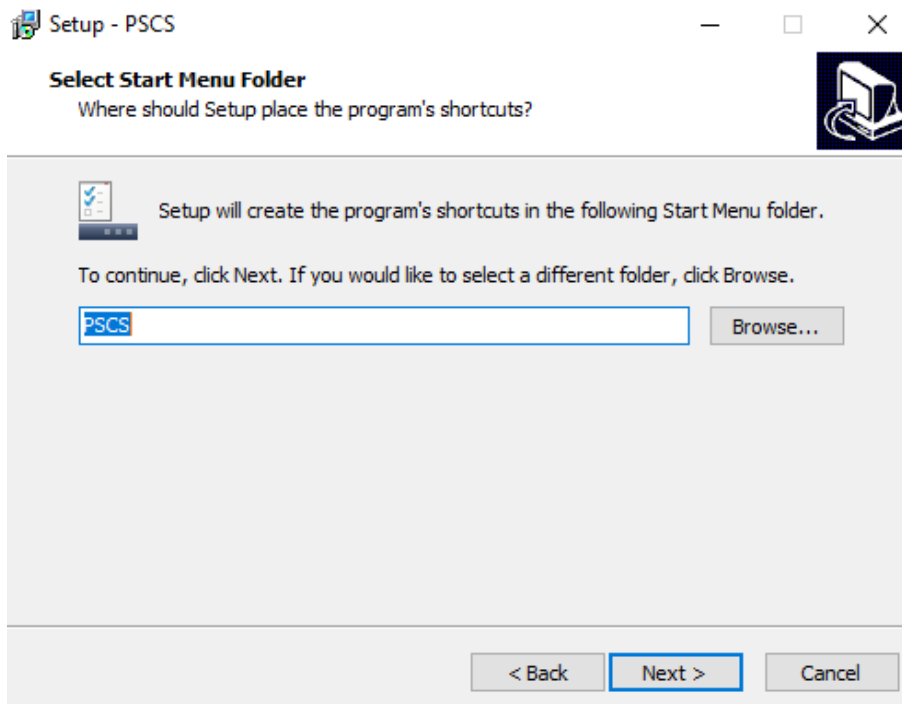 Setup - PSCS
Select Start Menu Folder
Where should Setup place the program's shortcuts?
Setup will create the program's shortcuts in the following Start Menu folder.
To continue, click Next. If you would like to select a different folder, click Browse.
PSCS
Browse...
< Back
Next >
Cancel